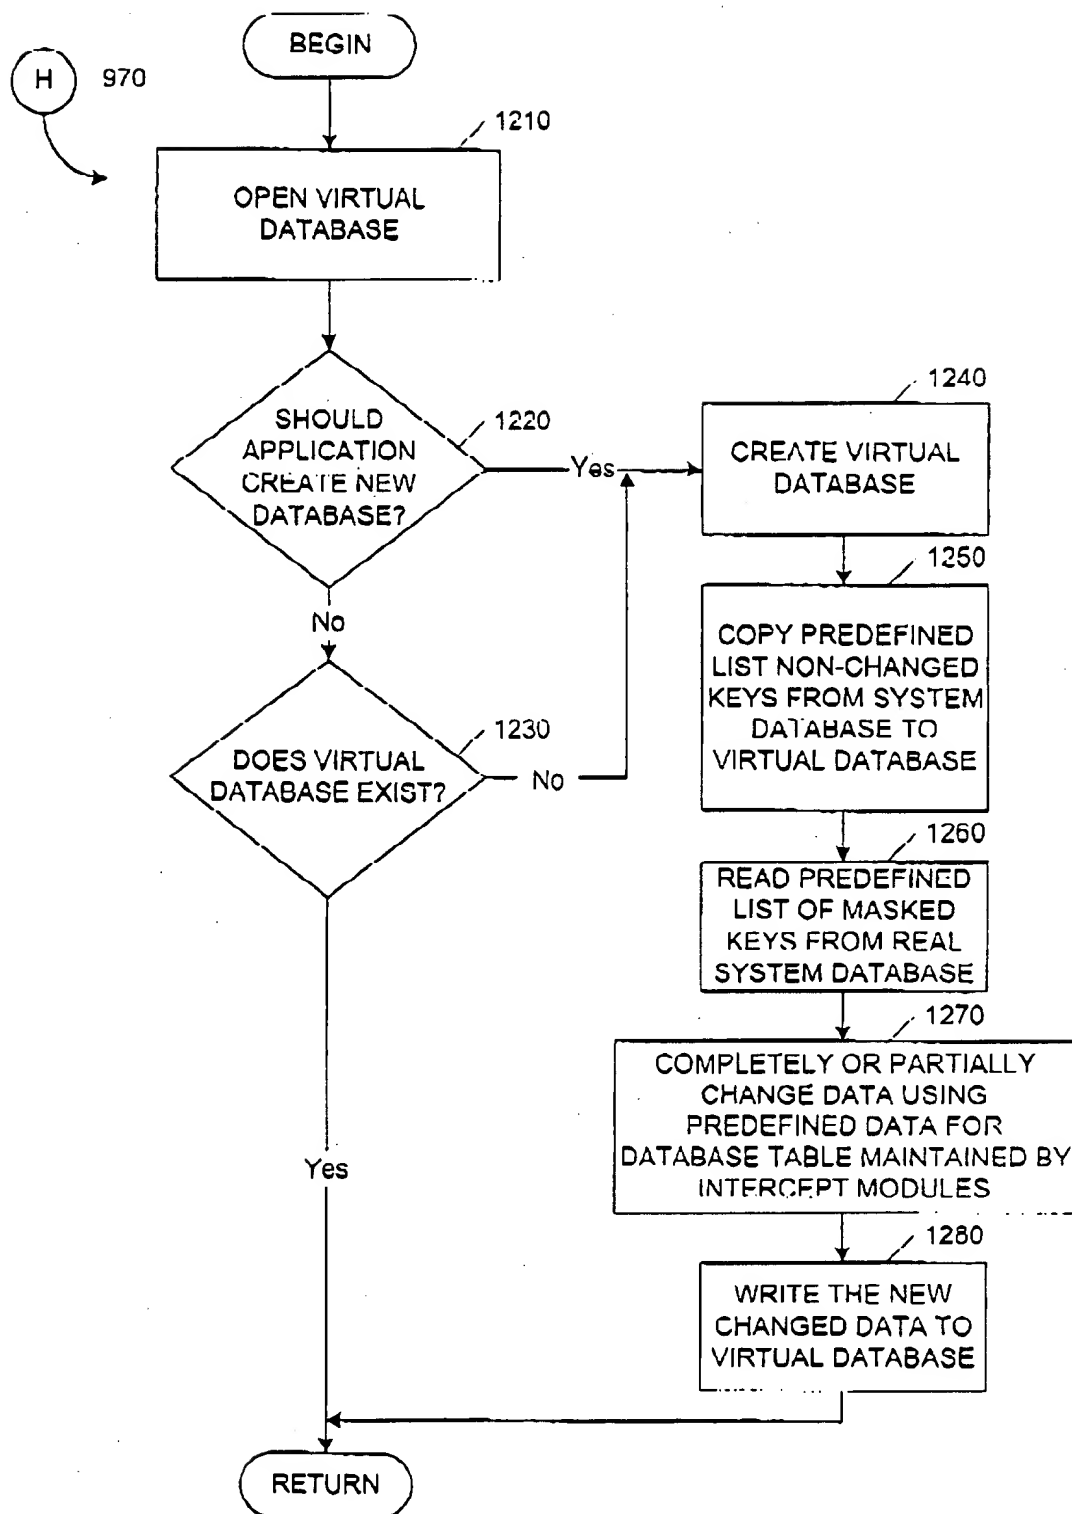 BEGIN
H
970
1210
OPEN VIRTUAL
DATABASE
SHOULD
APPLICATION
CREATE NEW
DATABASE?
1220
Yes
1240
CREATE VIRTUAL
DATABASE
No
1250
COPY PREDEFINED
LIST NON-CHANGED
KEYS FROM SYSTEM
DATABASE TO
VIRTUAL DATABASE
DOES VIRTUAL
DATABASE EXIST?
1230
No
1260
READ PREDEFINED
LIST OF MASKED
KEYS FROM REAL
SYSTEM DATABASE
1270
COMPLETELY OR PARTIALLY
CHANGE DATA USING
PREDEFINED DATA FOR
DATABASE TABLE MAINTAINED BY
INTERCEPT MODULES
Yes
1280
WRITE THE NEW
CHANGED DATA TO
VIRTUAL DATABASE
RETURN